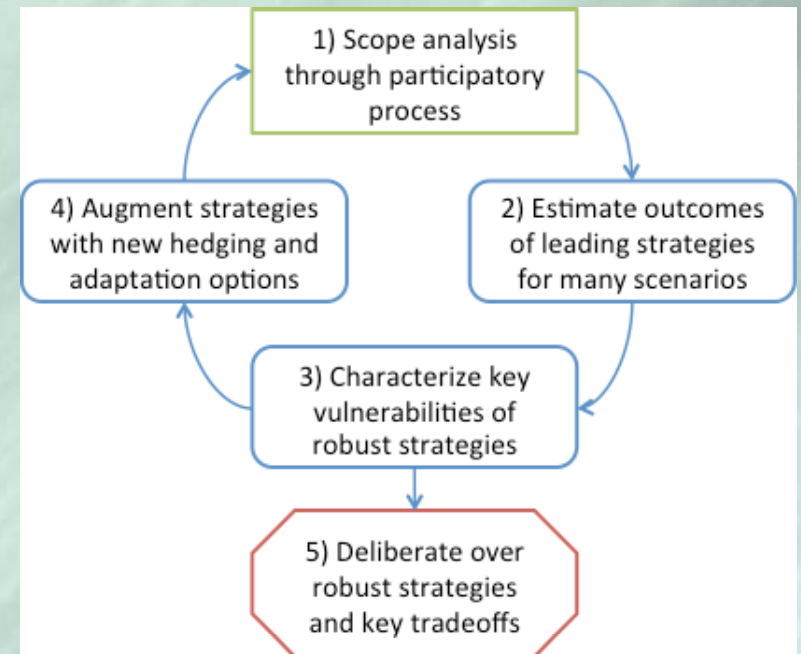 1) Scope analysis
through participatory
process
2) Estimate outcomes
of leading strategies
for many scenarios
3) Characterize key
vulnerabilities of
robust strategies
4) Augment strategies
with new hedging and
adaptation options
5) Deliberate over
robust strategies
and key tradeoffs